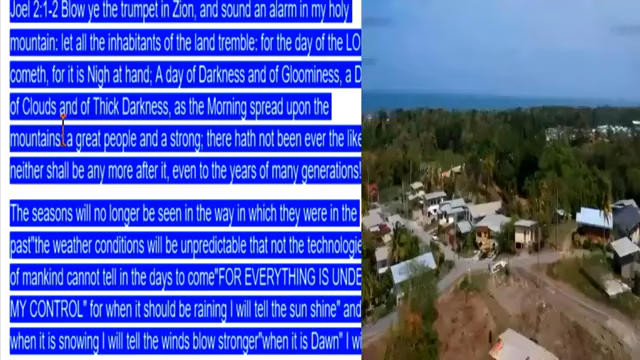 Joel 2:1-2 Blow ye the trumpet in Zion, and sound an alarm in my holy
mountain: let all the inhabitants of the land tremble: for the day of the LO
cometh, for it is Nigh at hand; A day of Darkness and of Gloominess, a D
of Clouds and of Thick Darkness, as the Morning spread upon the
mountains: a great people and a strong; there hath not been ever the like
neither shall be any more after it, even to the years of many generations!
The seasons will no longer be seen in the way in which they were in the
past"the weather conditions will be unpredictable that not the technologie
of mankind cannot tell in the days to come"FOR EVERYTHING IS UNDE
MY CONTROL" for when it should be raining I will tell the sun shine" and
when it is snowing I will tell the winds blow stronger"when it is Dawn" I wi